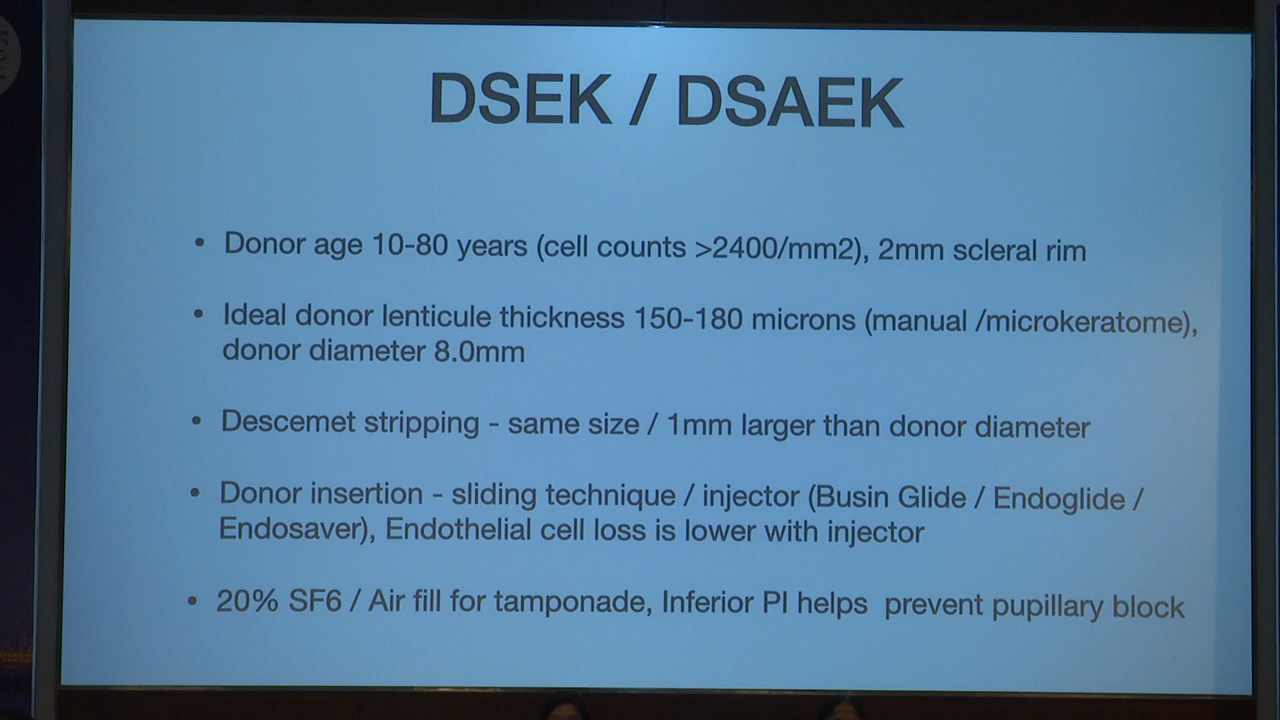 DSEK / DSAEK
• Donor age 10-80 years (cell counts >2400/mm2), 2mm scleral rim
• Ideal donor lenticule thickness 150-180 microns (manual /microkeratome),
donor diameter 8.0mm
• Descemet stripping - same size / 1mm larger than donor diameter
• Donor insertion - sliding technique / injector (Busin Glide / Endoglide /
Endosaver), Endothelial cell loss is lower with injector
• 20% SF6 / Air fill for tamponade, Inferior PI helps  prevent pupillary block